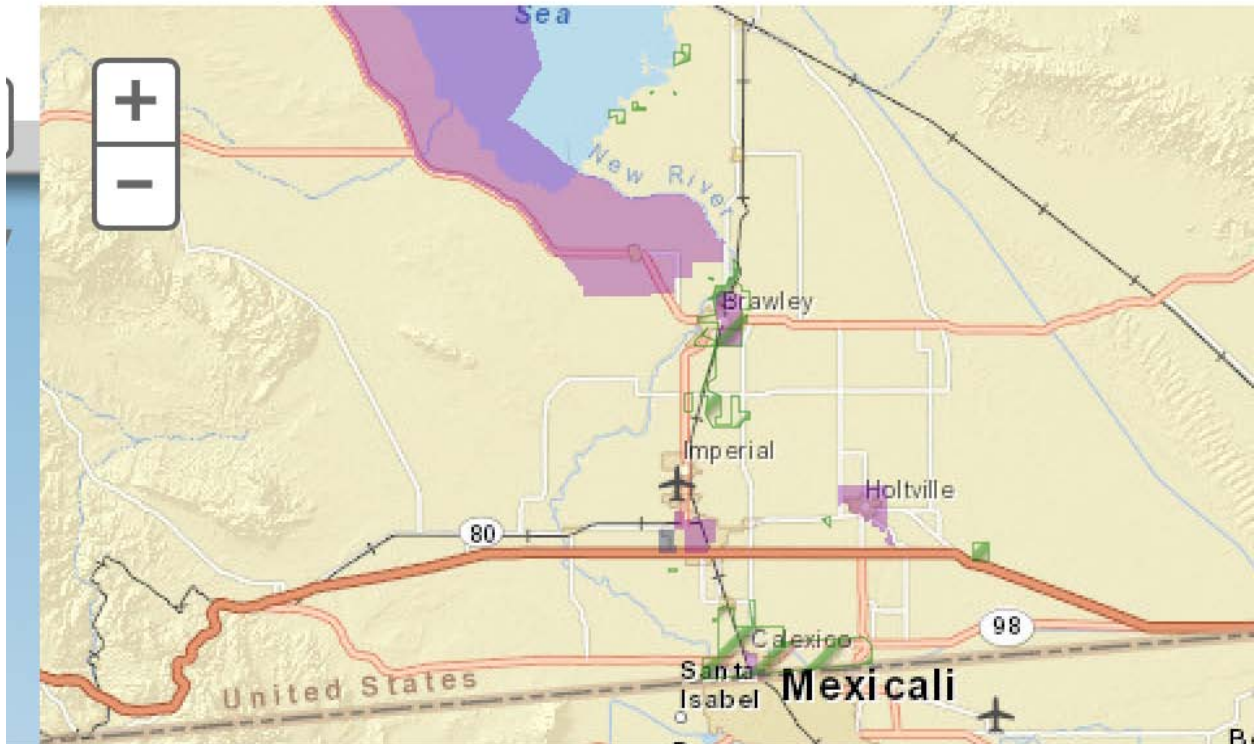 Sea
+
−
New River
Brawley
Imperial
Holtville
80
98
Calexico
Santa
Isabel
Mexicali
United States